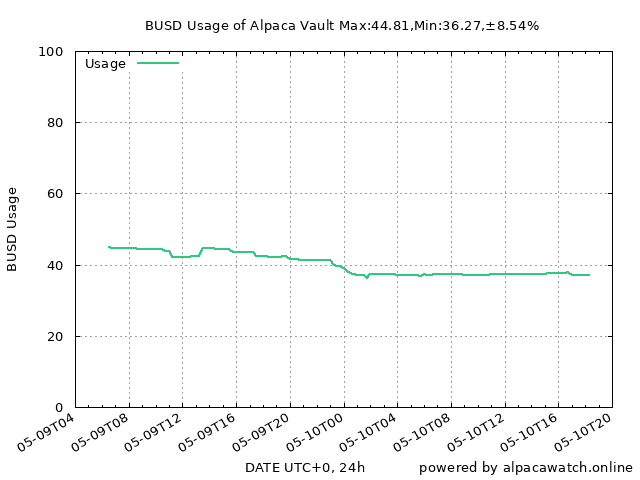 BUSD Usage of Alpaca Vault Max:44.81,Min:36.27,±8.54%
Usage
BUSD Usage
100
80
60
40
20
0
05-09T04
05-09T08
05-09T12
05-09T16
05-09T20
05-10T00
05-10T04
05-10T08
05-10T12
05-10T16
05-10T20
DATE UTC+0, 24h
powered by alpacawatch.online